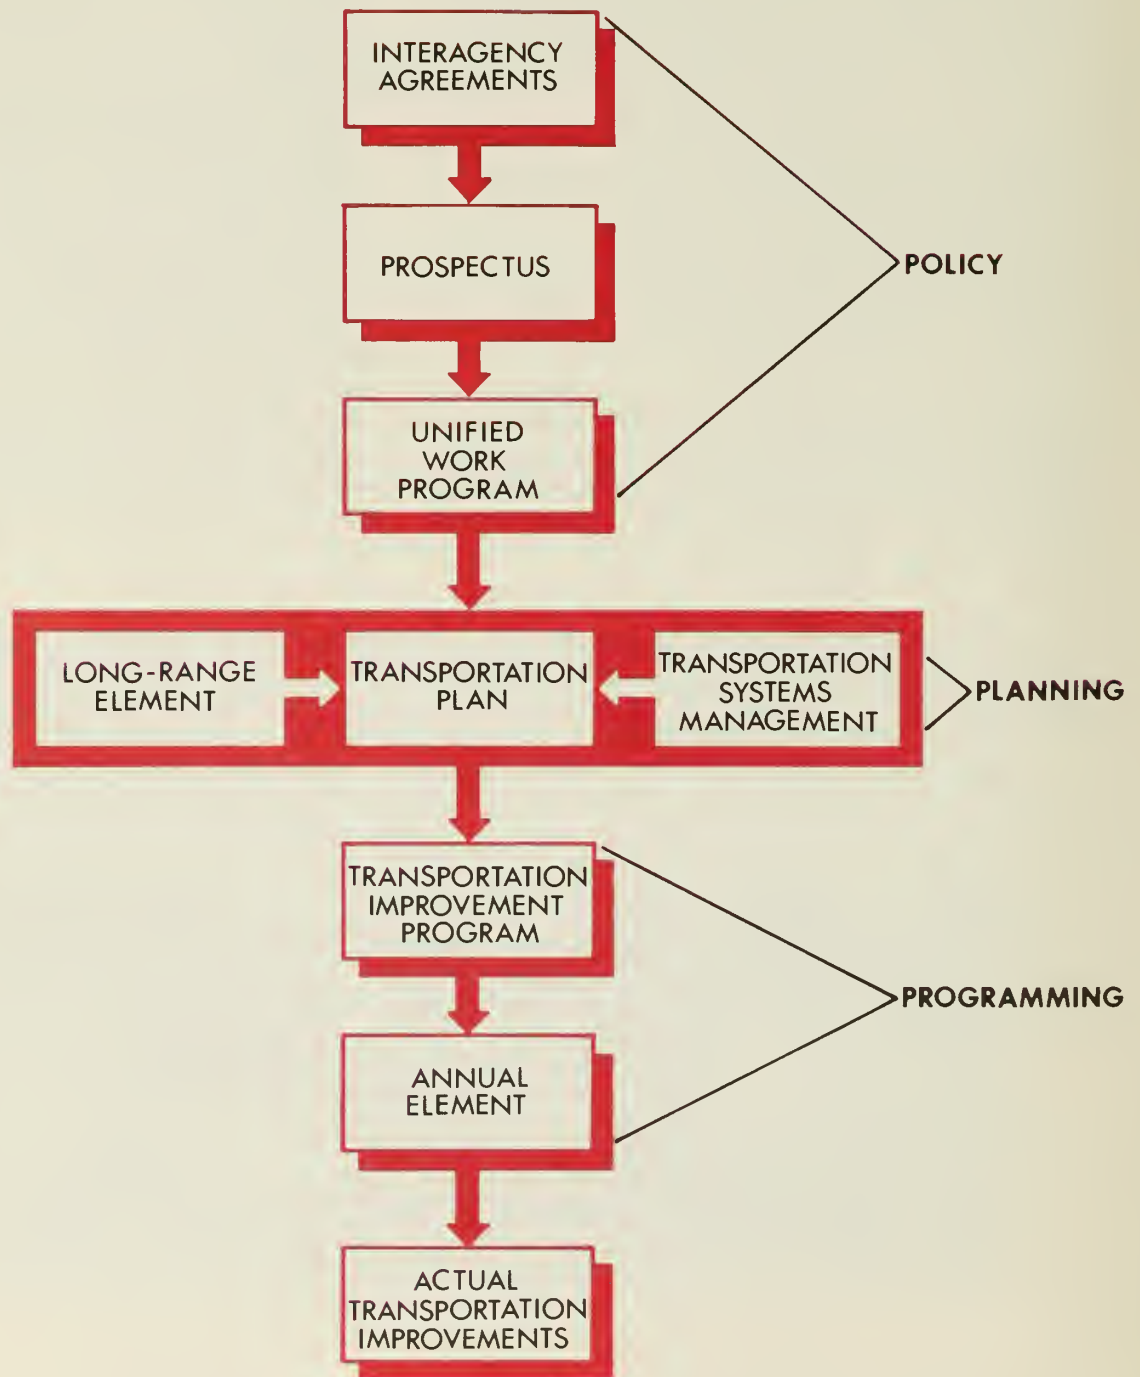 INTERAGENCY
AGREEMENTS
PROSPECTUS
POLICY
UNIFIED
WORK
PROGRAM
LONG-RANGE
ELEMENT
TRANSPORTATION
PLAN
TRANSPORTATION
SYSTEMS
MANAGEMENT
PLANNING
TRANSPORTATION
IMPROVEMENT
PROGRAM
PROGRAMMING
ANNUAL
ELEMENT
ACTUAL
TRANSPORTATION
IMPROVEMENTS